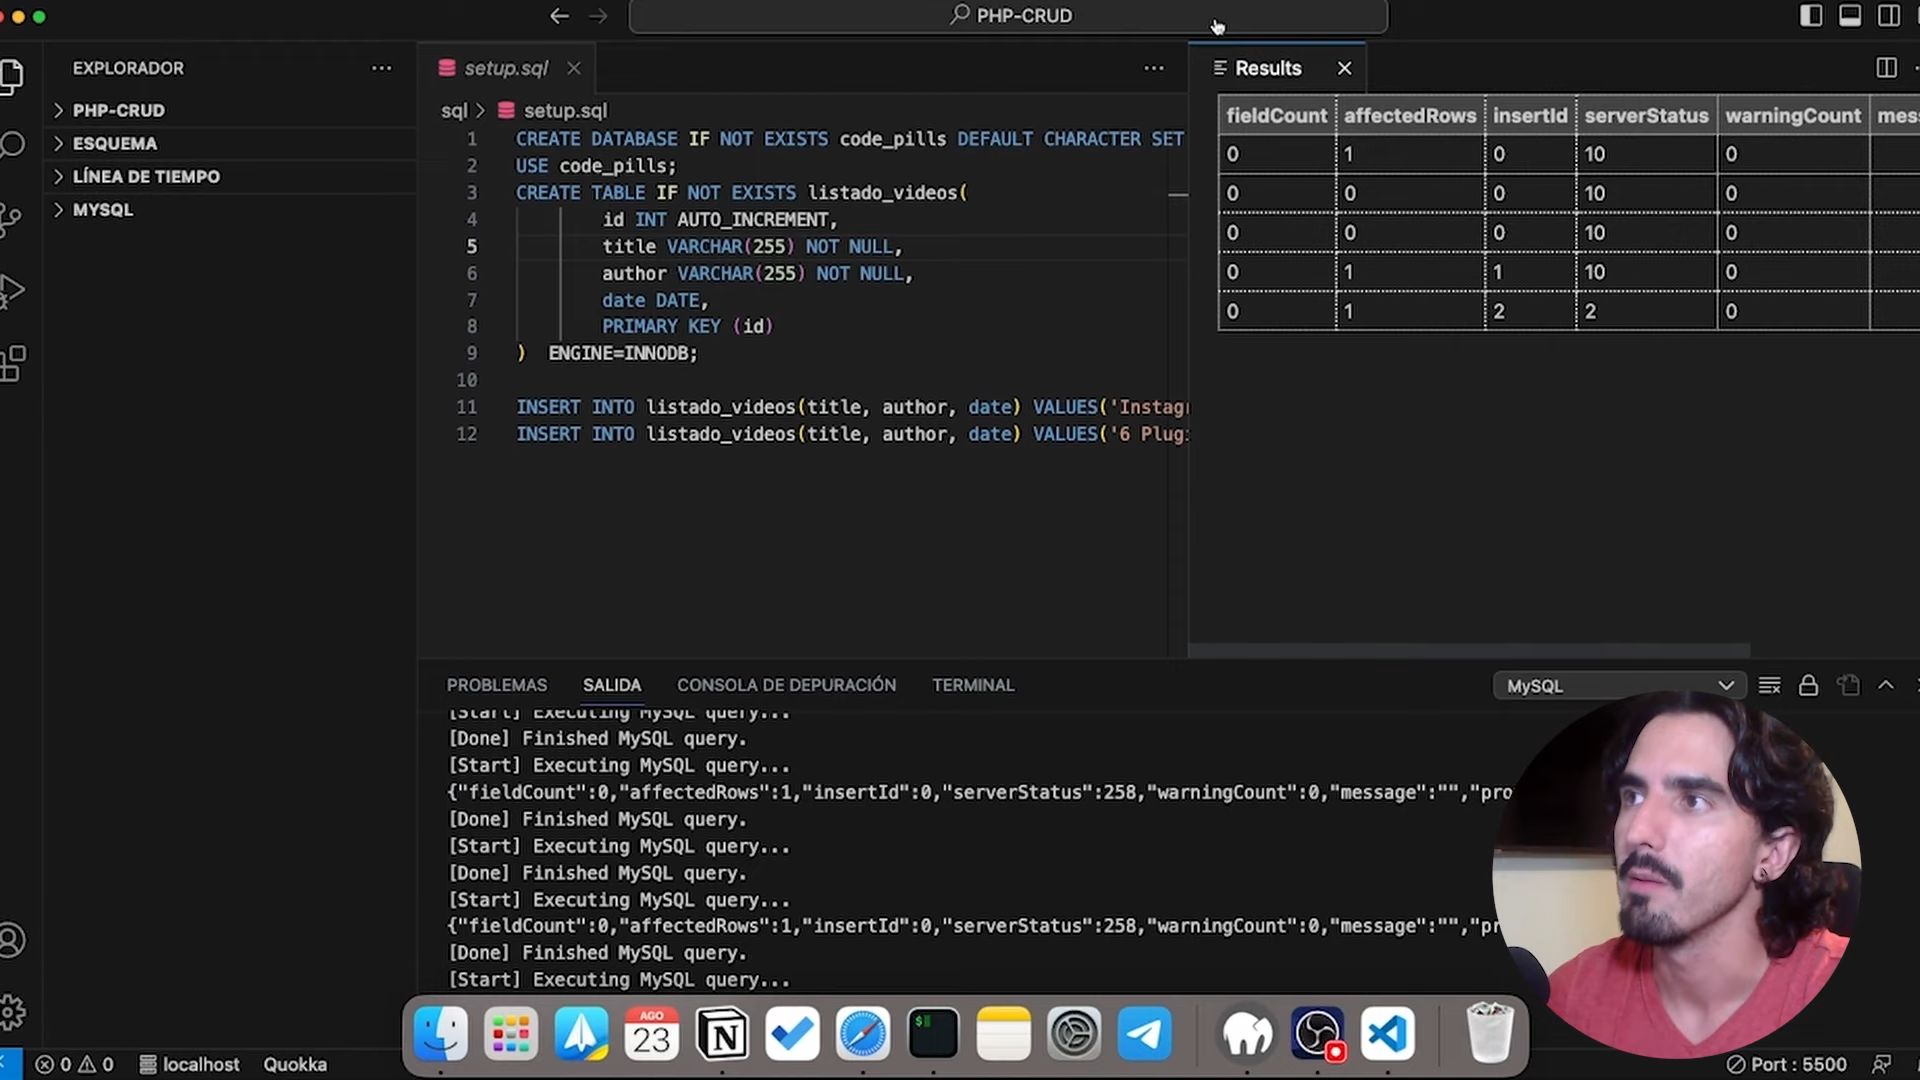 PHP-CRUD
EXPLORADOR
PHP-CRUD
ESQUEMA
LÍNEA DE TIEMPO
MYSQL
setup.sql
sql > setup.sql
1 CREATE DATABASE IF NOT EXISTS code_pills DEFAULT CHARACTER SET
2 USE code_pills;
3 CREATE TABLE IF NOT EXISTS listado_videos(
4 id INT AUTO_INCREMENT,
5 title VARCHAR(255) NOT NULL,
6 author VARCHAR(255) NOT NULL,
7 date DATE,
8 PRIMARY KEY (id)
9 ) ENGINE=INNODB;
10
11 INSERT INTO listado_videos(title, author, date) VALUES('Instag
12 INSERT INTO listado_videos(title, author, date) VALUES('6 Plug
Results
fieldCount affectedRows insertId serverStatus warningCount mess
0 1 0 10 0
0 0 0 10 0
0 0 0 10 0
0 1 1 10 0
0 1 2 2 0
PROBLEMAS SALIDA CONSOLA DE DEPURACIÓN TERMINAL
MySQL
[Start] Executing MySQL query...
[Done] Finished MySQL query.
[Start] Executing MySQL query...
{"fieldCount":0,"affectedRows":1,"insertId":0,"serverStatus":258,"warningCount":0,"message":"","pro
[Done] Finished MySQL query.
[Start] Executing MySQL query...
[Done] Finished MySQL query.
[Start] Executing MySQL query...
{"fieldCount":0,"affectedRows":1,"insertId":0,"serverStatus":258,"warningCount":0,"message":"","pr
[Done] Finished MySQL query.
[Start] Executing MySQL query...
AGO
23
N
$
0 0 localhost Quokka
Port : 5500